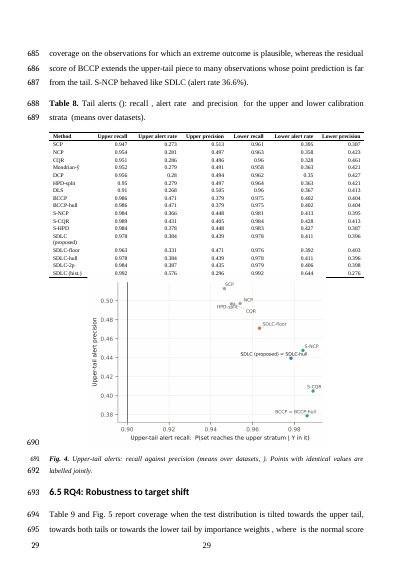 685 coverage on the observations for which an extreme outcome is plausible, whereas the residual
686 score of BCCP extends the upper-tail piece to many observations whose point prediction is far
687 from the tail. S-NCP behaved like SDLC (alert rate 36.6%).
688 Table 8. Tail alerts (): recall , alert rate and precision for the upper and lower calibration
689 strata (means over datasets).
Method Upper recall Upper alert rate Upper precision Lower recall Lower alert rate Lower precision
SCP 0.947 0.273 0.513 0.961 0.395 0.387
NCP 0.954 0.281 0.497 0.963 0.358 0.423
CQR 0.951 0.286 0.496 0.96 0.328 0.461
Mondrian-ŷ 0.952 0.279 0.491 0.958 0.363 0.421
DCP 0.956 0.28 0.494 0.962 0.35 0.427
HPD-split 0.95 0.279 0.497 0.964 0.363 0.421
DLS 0.91 0.268 0.505 0.96 0.367 0.413
BCCP 0.986 0.471 0.379 0.975 0.402 0.404
BCCP-hull 0.986 0.471 0.379 0.975 0.402 0.404
S-NCP 0.984 0.366 0.448 0.981 0.413 0.395
S-CQR 0.989 0.431 0.405 0.984 0.428 0.413
S-HPD 0.984 0.378 0.448 0.983 0.427 0.387
SDLC 0.978 0.384 0.439 0.978 0.411 0.396
(proposed)
SDLC-floor 0.963 0.331 0.471 0.976 0.392 0.403
SDLC-hull 0.978 0.384 0.439 0.978 0.411 0.396
SDLC-2p 0.984 0.387 0.435 0.979 0.406 0.398
SDLC (hist.) 0.992 0.576 0.296 0.992 0.644 0.276
SCP
0.50 HPD-split NCP
CQR
0.48
SDLC-floor
0.46
S-NCP
0.44 SDLC (proposed) = SDLC-hull
0.42
S-CQR
0.40
0.38 BCCP = BCCP-hull
Upper-tail alert precision
0.90 0.92 0.94 0.96 0.98
Upper-tail alert recall: P(set reaches the upper stratum | Y in it)
690
691 Fig. 4. Upper-tail alerts: recall against precision (means over datasets, ). Points with identical values are
692 labelled jointly.
693 6.5 RQ4: Robustness to target shift
694 Table 9 and Fig. 5 report coverage when the test distribution is tilted towards the upper tail,
695 towards both tails or towards the lower tail by importance weights , where is the normal score
29 29